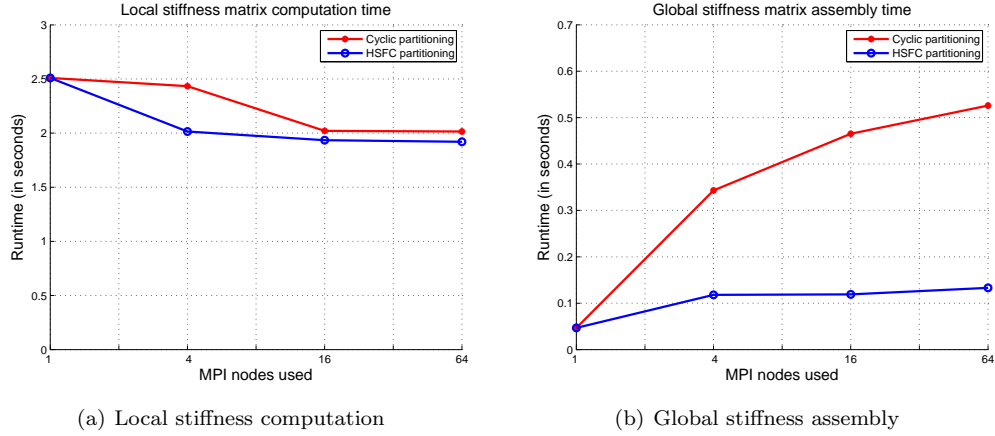 Local stiffness matrix computation time
3
2.5
2
1.5
1
0.5
0
Runtime (in seconds)
Cyclic partitioning
HSFC partitioning
1
4
16
64
MPI nodes used
(a) Local stiffness computation
Global stiffness matrix assembly time
0.7
0.6
0.5
0.4
0.3
0.2
0.1
0
Runtime (in seconds)
Cyclic partitioning
HSFC partitioning
1
4
16
64
MPI nodes used
(b) Global stiffness assembly